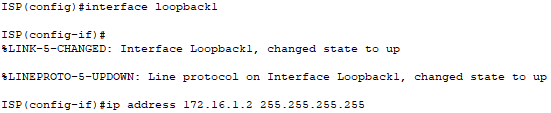 ISP(config)#interface loopback1
ISP(config-if)#
%LINK-5-CHANGED: Interface Loopback1, changed state to up
%LINEPROTO-5-UPDOWN: Line protocol on Interface Loopback1, changed state to up
ISP(config-if)#ip address 172.16.1.2 255.255.255.255